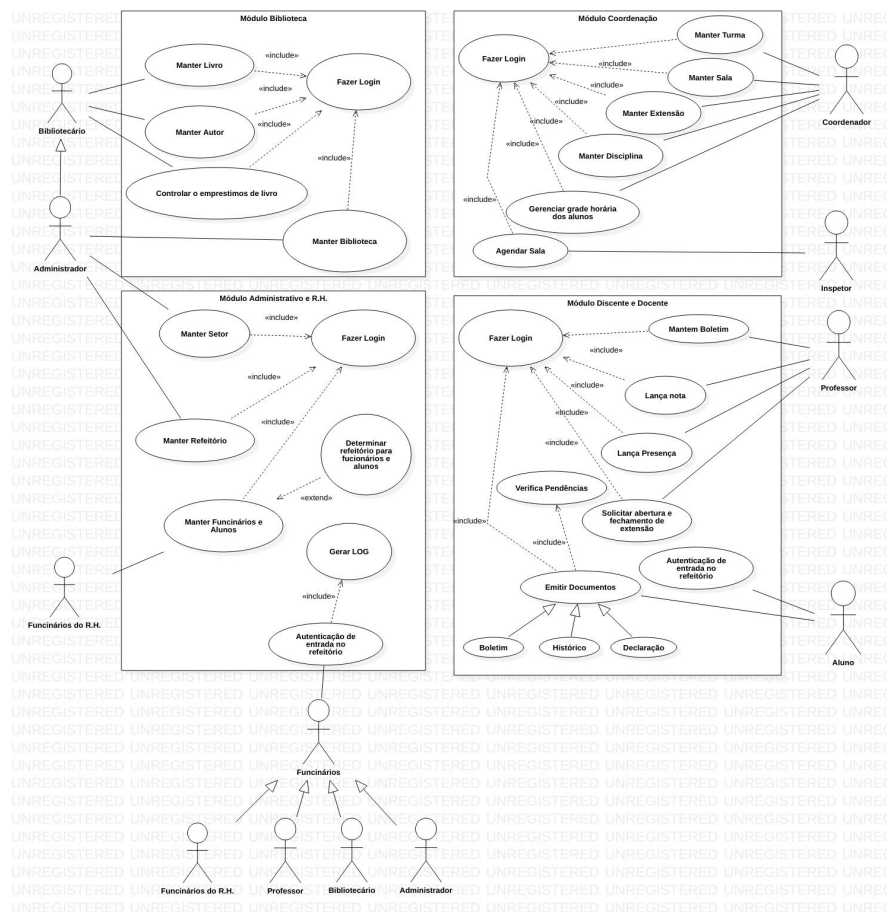 Módulo Biblioteca
Manter Livro
«include»
Fazer Login
«include»
Manter Autor
«include»
Controlar o emprestimos de livro
«include»
Manter Biblioteca
Bibliotecário
Administrador
Módulo Coordenação
Fazer Login
Manter Turma
«include»
Manter Sala
«include»
«include»
Manter Extensão
«include»
«include»
Manter Disciplina
«include»
Gerenciar grade horária
dos alunos
Agendar Sala
Coordenador
Inspetor
Módulo Administrativo e R.H.
Manter Setor
«include»
Fazer Login
«include»
Manter Refeitório
«include»
Determinar
refeitório para
fucionários e
alunos
«extend»
Manter Funcinários e
Alunos
Gerar LOG
«include»
Autenticação de
entrada no
refeitório
Funcinários do R.H.
Módulo Discente e Docente
Fazer Login
«include»
Mantem Boletim
«include»
Lança nota
«include»
«include»
«include»
Lança Presença
Verifica Pendências
Solicitar abertura e
fechamento de
extensão
«include»
«include»
Autenticação de
entrada no
refeitório
Emitir Documentos
Boletim
Histórico
Declaração
Professor
Aluno
Funcinários
Funcinários do R.H.
Professor
Bibliotecário
Administrador
UNREGISTERED